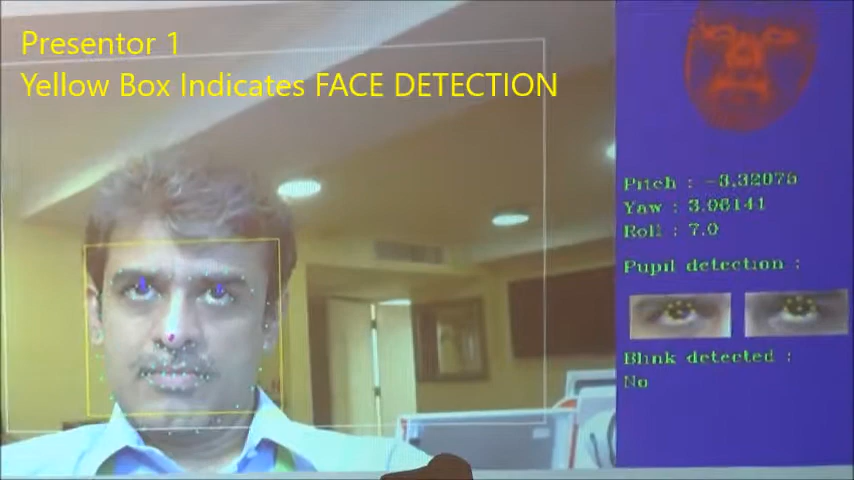 Presentor 1
Yellow Box Indicates FACE DETECTION
Pitch : -3.32075
Yaw : 3.06141
Roll : 7.0
Pupil detection :
Blink detected :
No